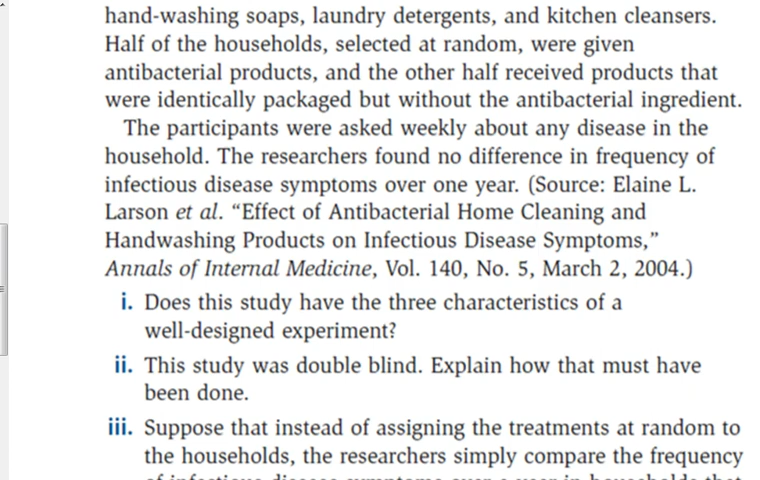 hand-washing soaps, laundry detergents, and kitchen cleansers.
Half of the households, selected at random, were given
antibacterial products, and the other half received products that
were identically packaged but without the antibacterial ingredient.
The participants were asked weekly about any disease in the
household. The researchers found no difference in frequency of
infectious disease symptoms over one year. (Source: Elaine L.
Larson et al. “Effect of Antibacterial Home Cleaning and
Handwashing Products on Infectious Disease Symptoms,”
Annals of Internal Medicine, Vol. 140, No. 5, March 2, 2004.)
i. Does this study have the three characteristics of a
well-designed experiment?
ii. This study was double blind. Explain how that must have
been done.
iii. Suppose that instead of assigning the treatments at random to
the households, the researchers simply compare the frequency